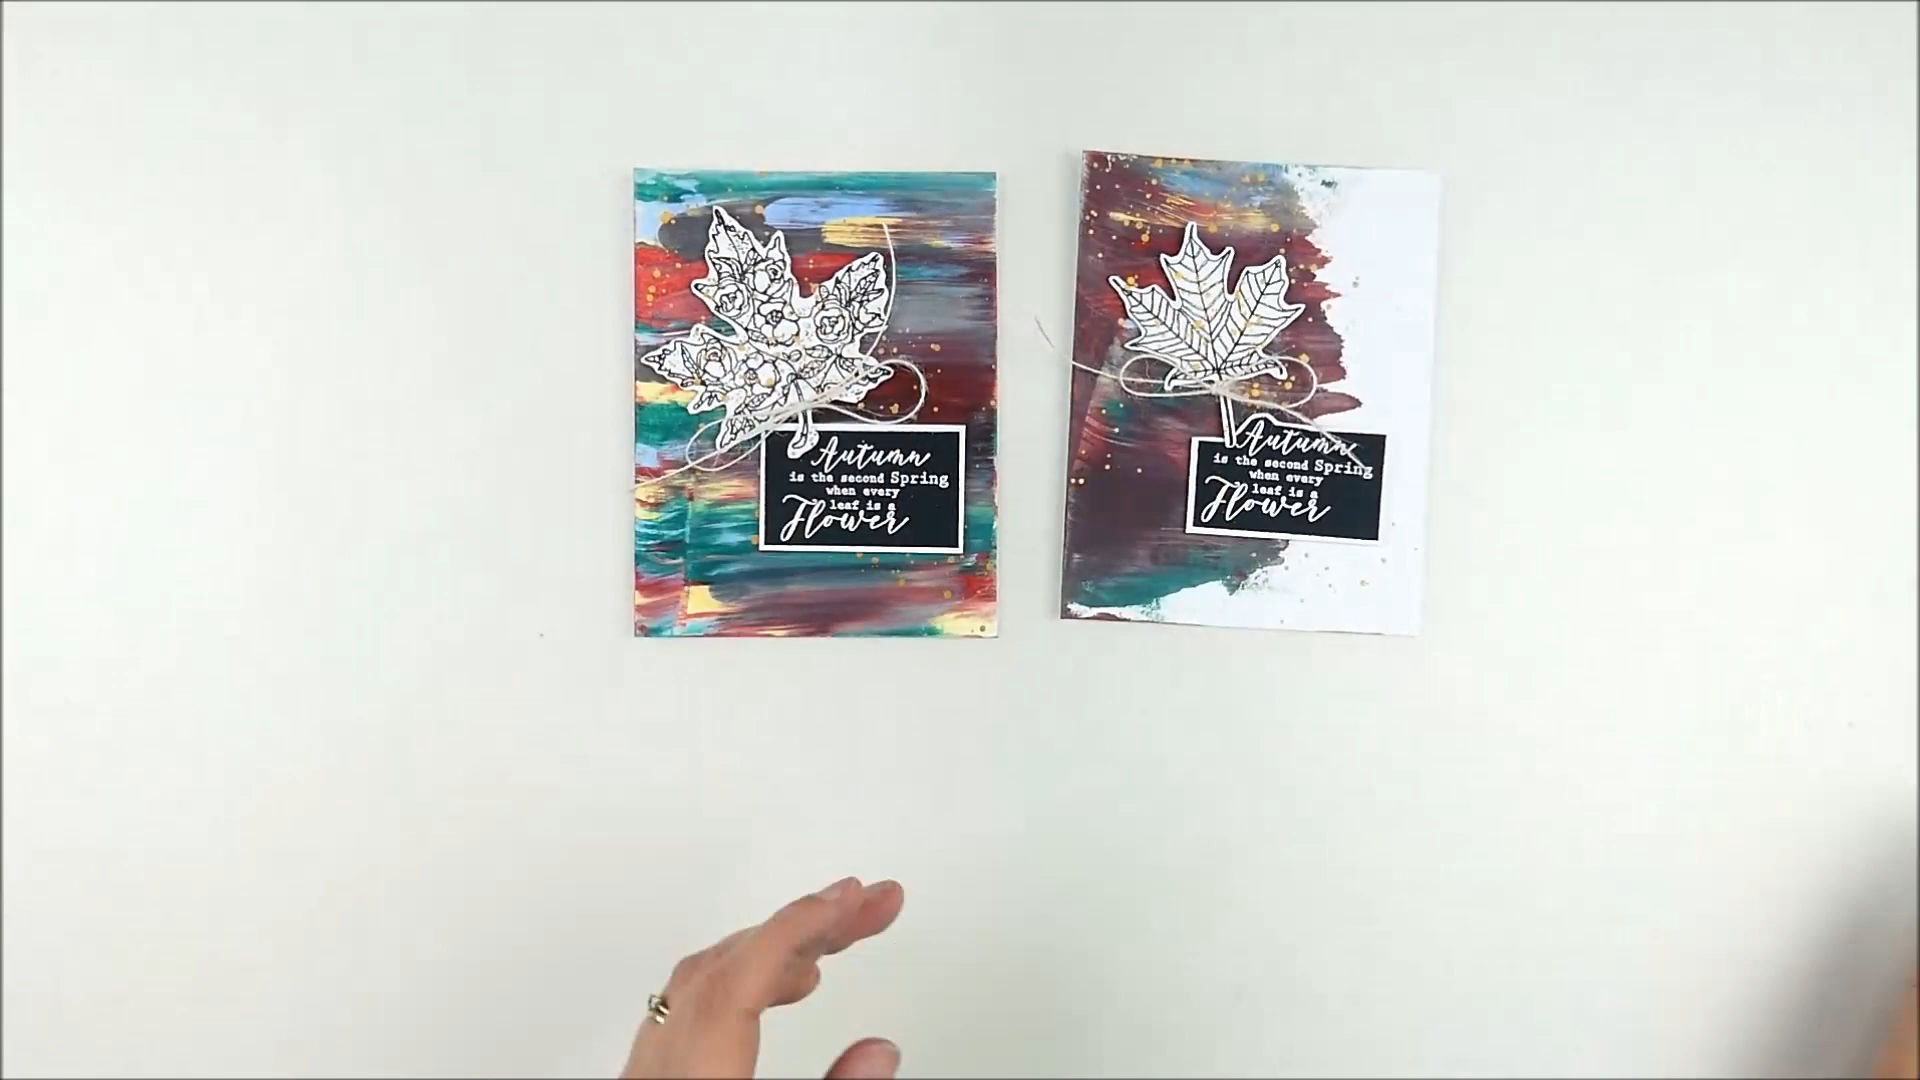 Autumn
is the second Spring
when every
leaf is a
Flower
Autumn
is the second Spring
when every
leaf is a
Flower